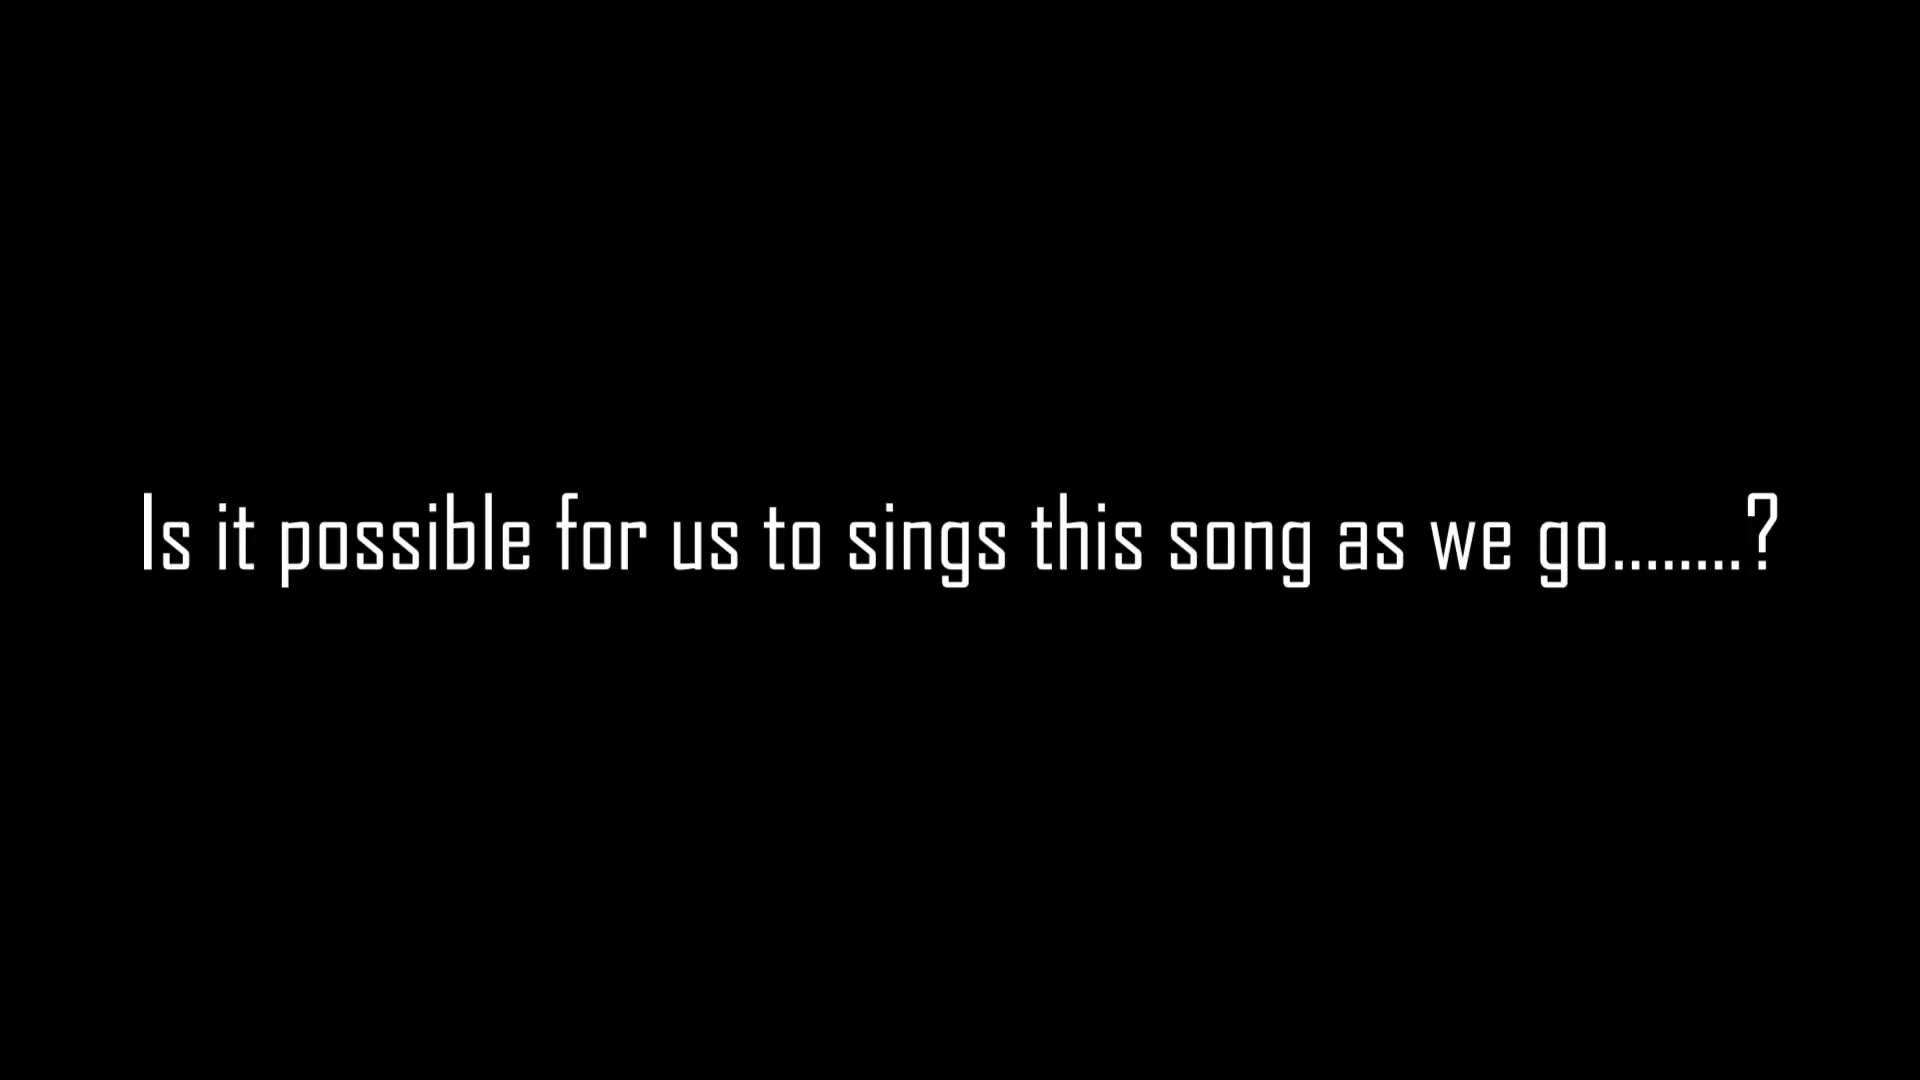 Is it possible for us to sings this song as we go........?